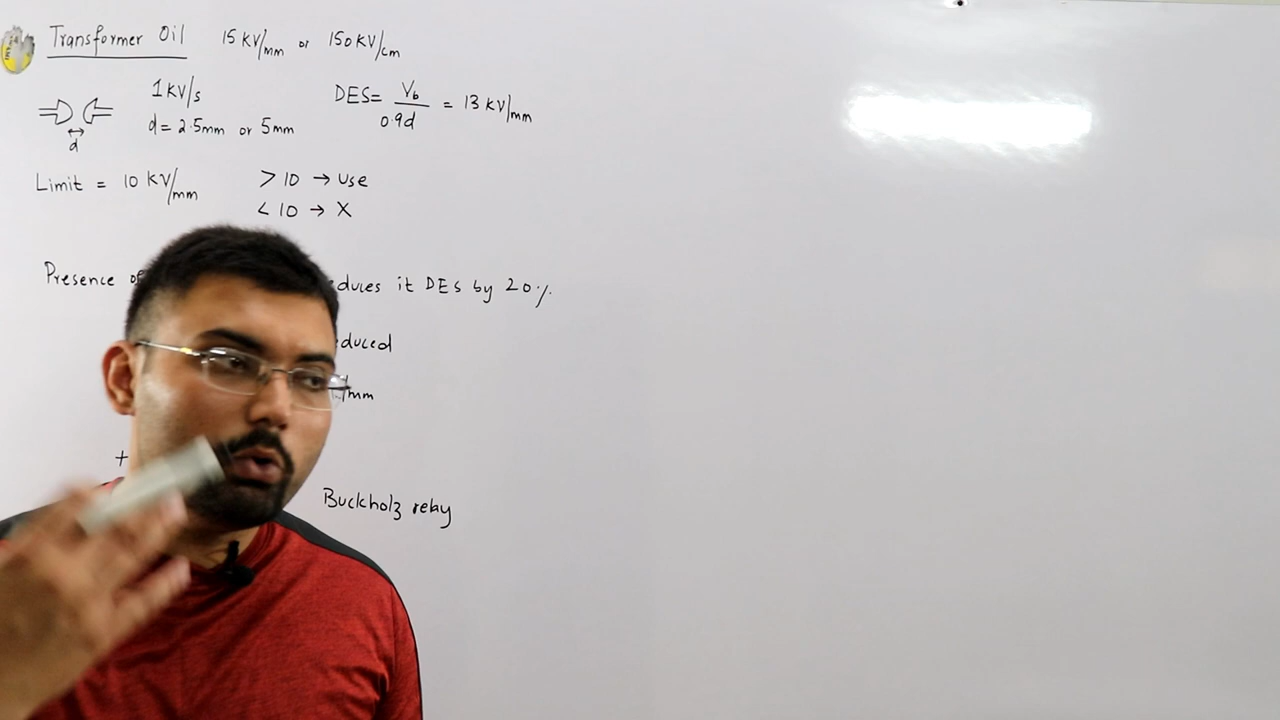 Transformer Oil 15 KV/mm or 150 KV/cm
1 KV/s
DES= Vb/0.9d = 13 KV/mm
d = 2.5mm or 5mm
d
Limit = 10 KV/mm > 10 → use
< 10 → X
Presence duces it DES by 20%
duced
/mm
+
Buckholz relay